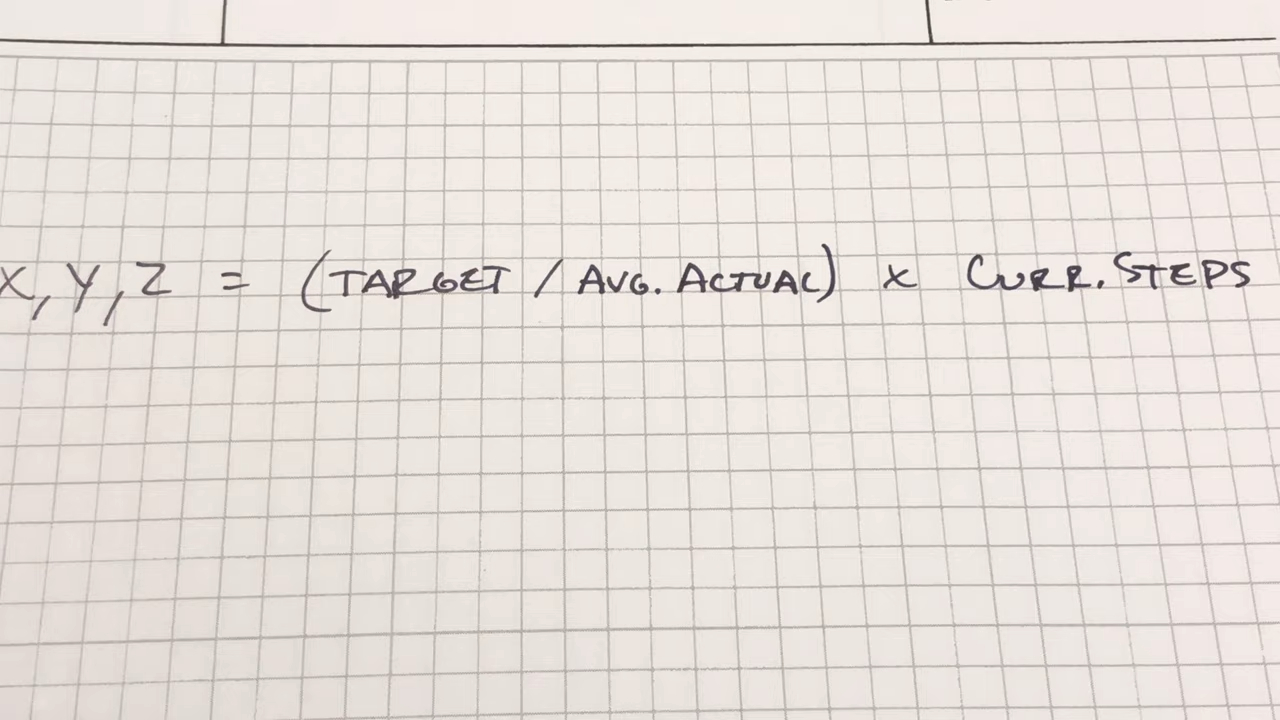 X, Y, Z = (TARGET / AVG. ACTUAL) x CURR. STEPS